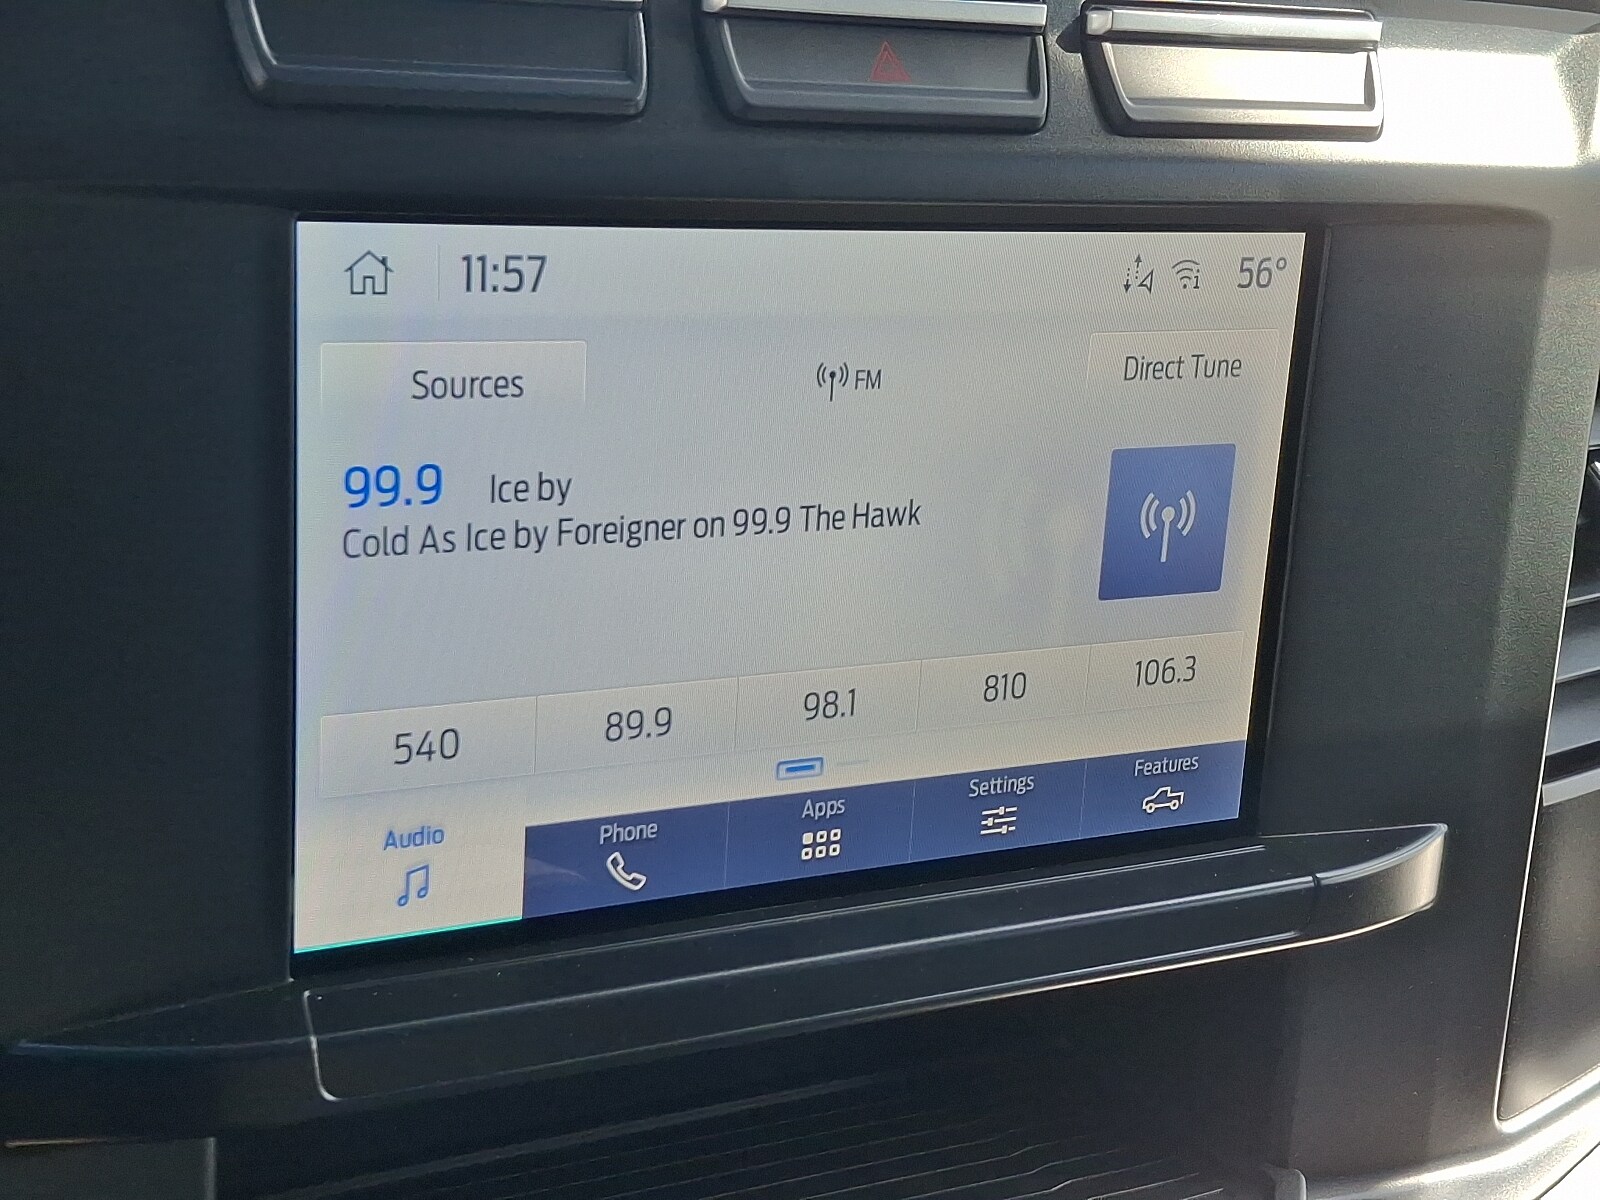 11:57
56°
Sources
FM
Direct Tune
99.9 Ice by
Cold As Ice by Foreigner on 99.9 The Hawk
540 89.9 98.1 810 106.3
Audio Phone Apps Settings Features